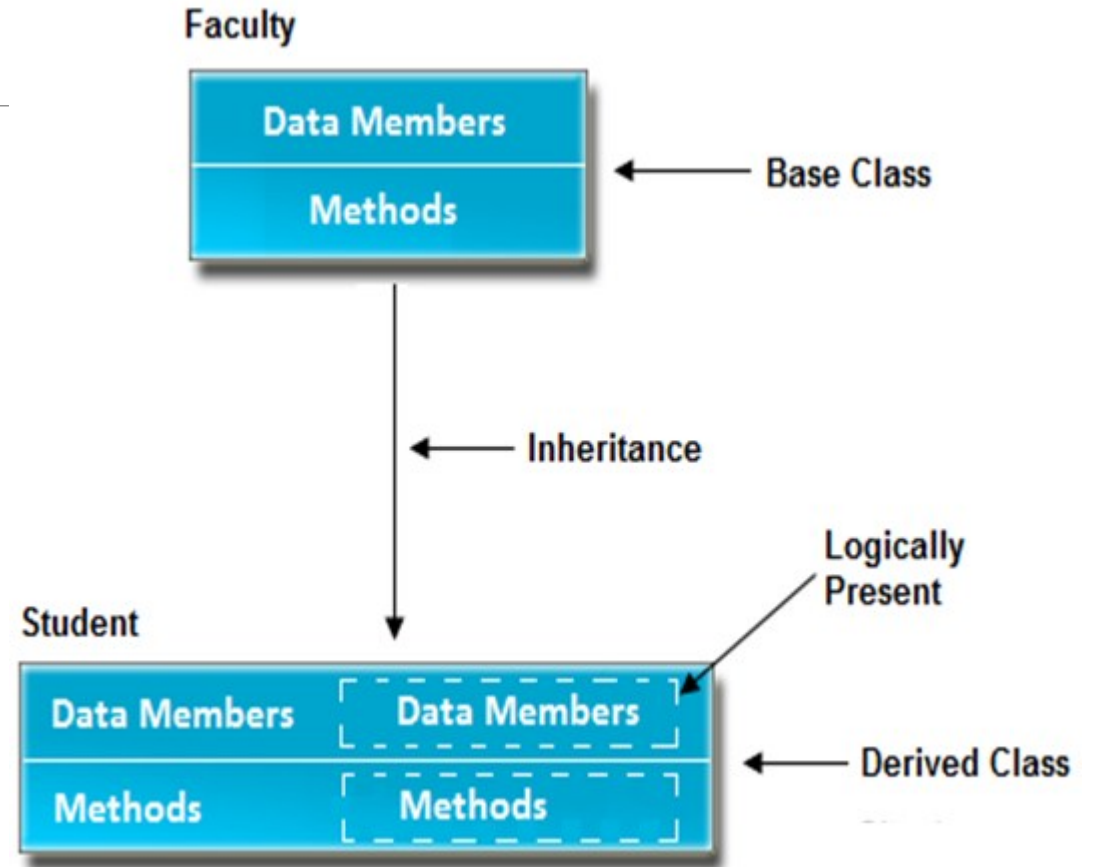 Faculty
Data Members
Methods
Base Class
Inheritance
Logically
Present
Student
Data Members
Data Members
Methods
Methods
Derived Class